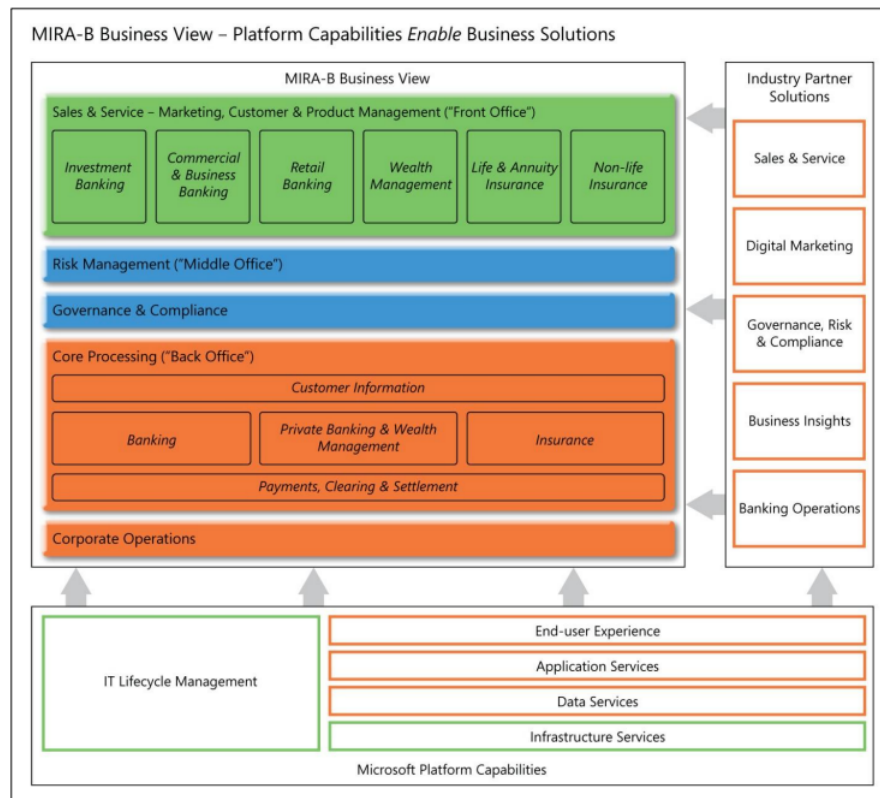 MIRA-B Business View – Platform Capabilities Enable Business Solutions
MIRA-B Business View
Sales & Service – Marketing, Customer & Product Management ("Front Office")
Investment
Banking
Commercial
& Business
Banking
Retail
Banking
Wealth
Management
Life & Annuity
Insurance
Non-life
Insurance
Risk Management ("Middle Office")
Governance & Compliance
Core Processing ("Back Office")
Customer Information
Banking
Private Banking & Wealth
Management
Insurance
Payments, Clearing & Settlement
Corporate Operations
Industry Partner
Solutions
Sales & Service
Digital Marketing
Governance, Risk
& Compliance
Business Insights
Banking Operations
IT Lifecycle Management
End-user Experience
Application Services
Data Services
Infrastructure Services
Microsoft Platform Capabilities